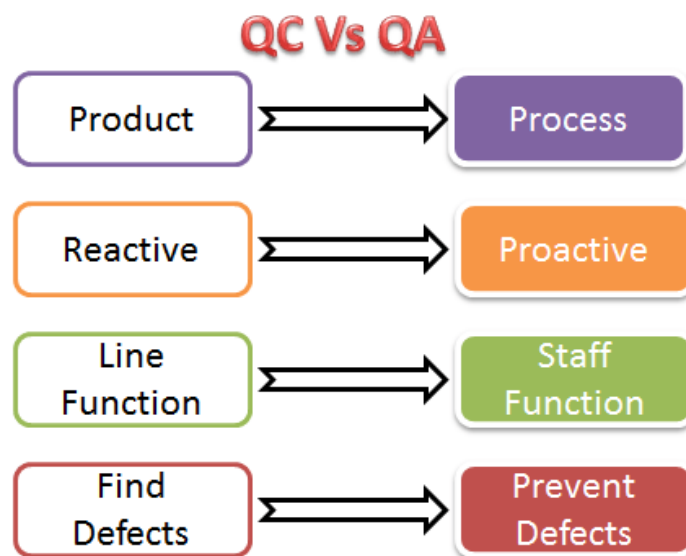 QC Vs QA
Product
Process
Reactive
Proactive
Line
Function
Staff
Function
Find
Defects
Prevent
Defects